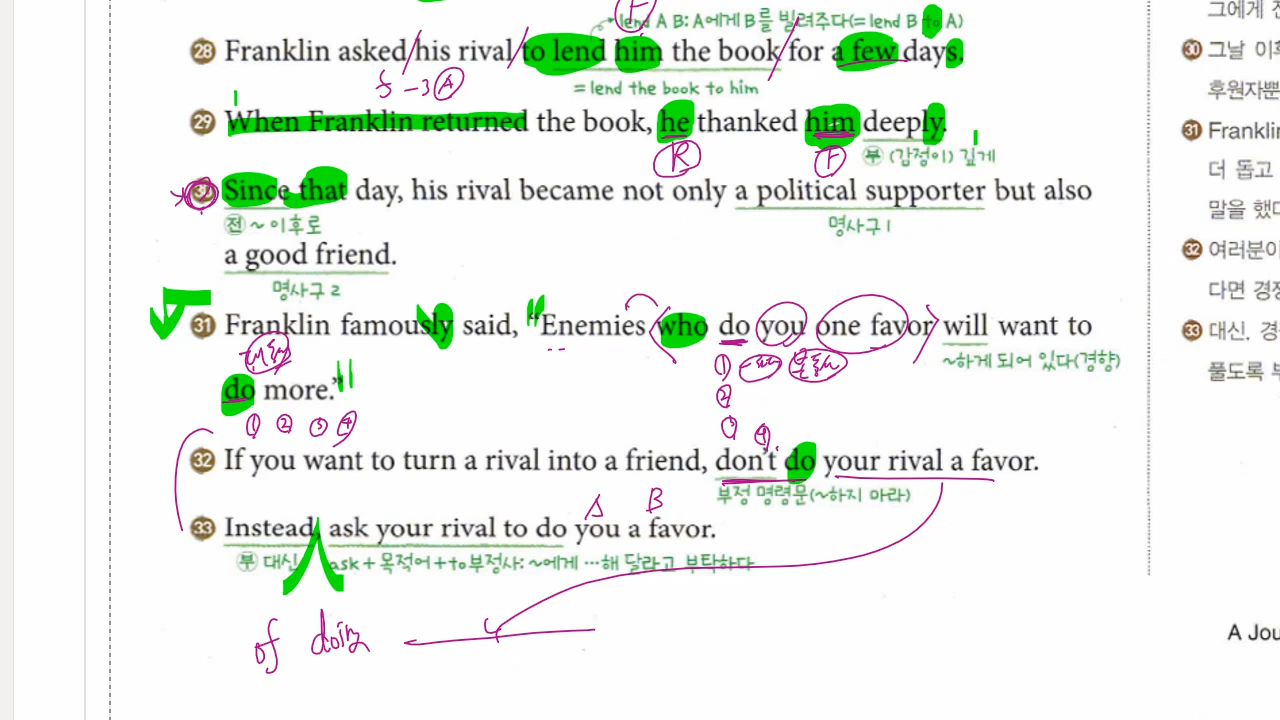 lend A B: A에게 B를 빌려주다(= lend B to A)
F
28 Franklin asked his rival to lend him the book for a few days.
5-3 A
= lend the book to him
29 When Franklin returned the book, he thanked him deeply.
R F 부 (감정이) 깊게
Since that day, his rival became not only a political supporter but also
전 ~ 이후로 명사구 1
a good friend.
명사구 2
31 Franklin famously said, “Enemies who do you one favor will want to
~하게 되어 있다(경향)
do more.”
① ② ③ ④
① ② ③ ④
32 If you want to turn a rival into a friend, don't do your rival a favor.
부정 명령문(~하지 마라)
A B
33 Instead, ask your rival to do you a favor.
부 대신 ask + 목적어 + to부정사: ~에게 …해 달라고 부탁하다
of doing
그에게
30 그날 이후
후원자뿐
31 Franklin
더 돕고
말을 했다
32 여러분이
다면 경쟁
33 대신, 경
풀도록 부
A Jou